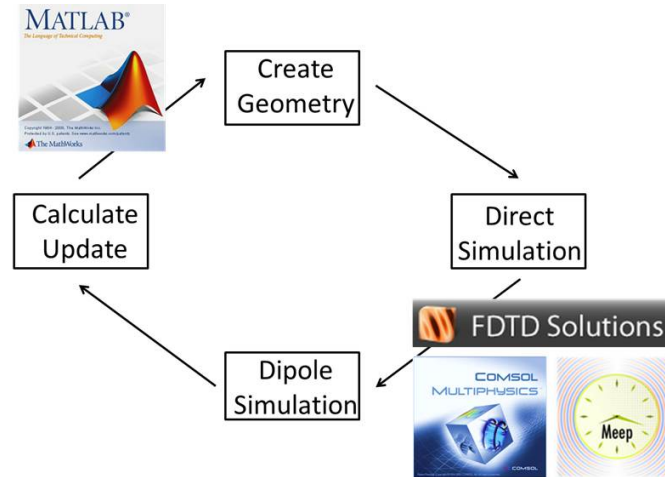 MATLAB®
The Language of Technical Computing
The MathWorks
Create
Geometry
Calculate
Update
Direct
Simulation
FDTD Solutions
Dipole
Simulation
COMSOL
MULTIPHYSICS
Meep
COMSOL